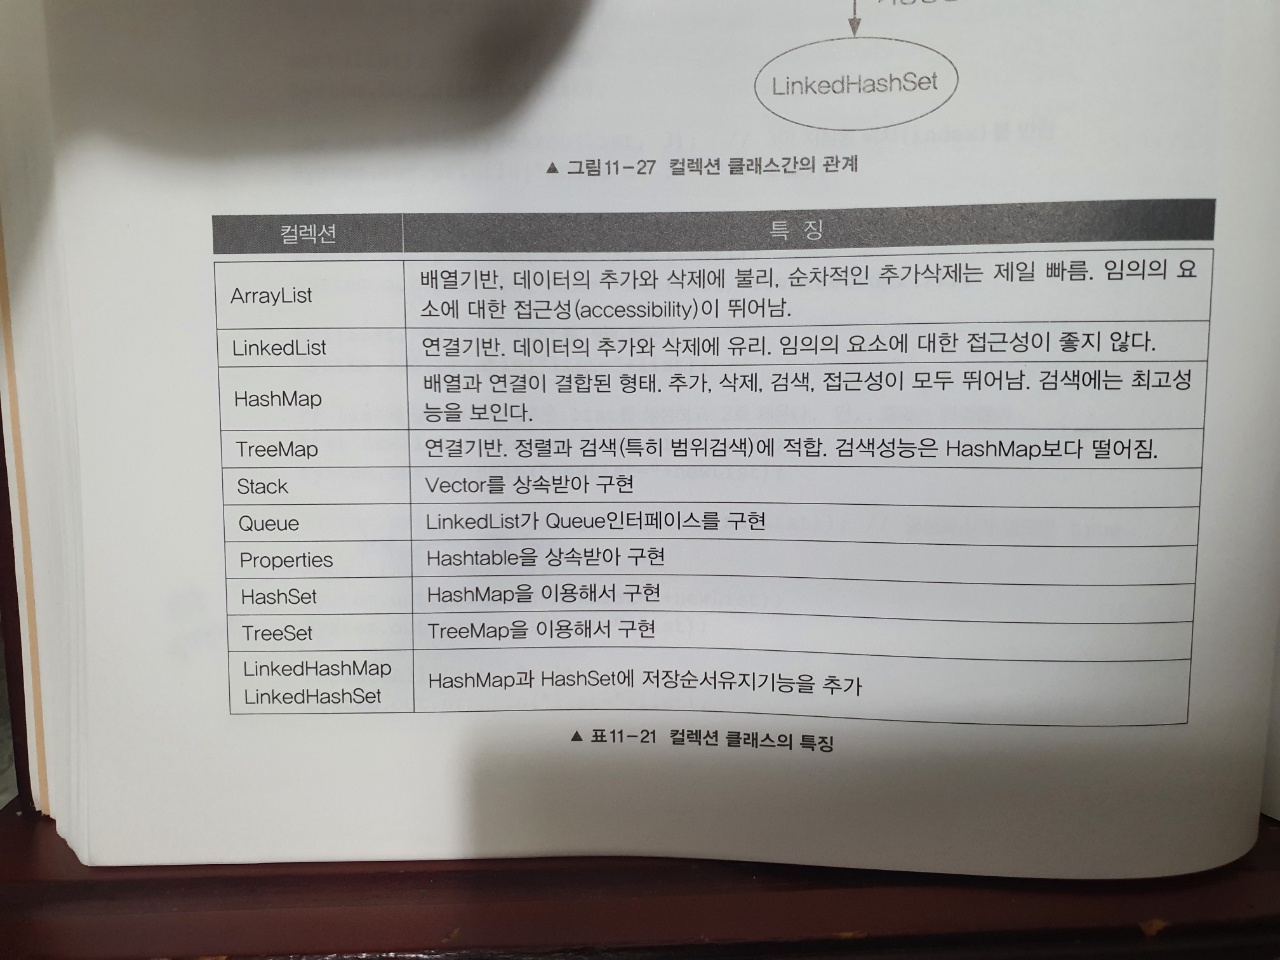 LinkedHashSet
▲ 그림11-27 컬렉션 클래스간의 관계
컬렉션 특 징
ArrayList 배열기반, 데이터의 추가와 삭제에 불리, 순차적인 추가삭제는 제일 빠름. 임의의 요
소에 대한 접근성(accessibility)이 뛰어남.
LinkedList 연결기반. 데이터의 추가와 삭제에 유리. 임의의 요소에 대한 접근성이 좋지 않다.
HashMap 배열과 연결이 결합된 형태. 추가, 삭제, 검색, 접근성이 모두 뛰어남. 검색에는 최고성
능을 보인다.
TreeMap 연결기반. 정렬과 검색(특히 범위검색)에 적합. 검색성능은 HashMap보다 떨어짐.
Stack Vector를 상속받아 구현
Queue LinkedList가 Queue인터페이스를 구현
Properties Hashtable을 상속받아 구현
HashSet HashMap을 이용해서 구현
TreeSet TreeMap을 이용해서 구현
LinkedHashMap
LinkedHashSet HashMap과 HashSet에 저장순서유지기능을 추가
▲ 표11-21 컬렉션 클래스의 특징